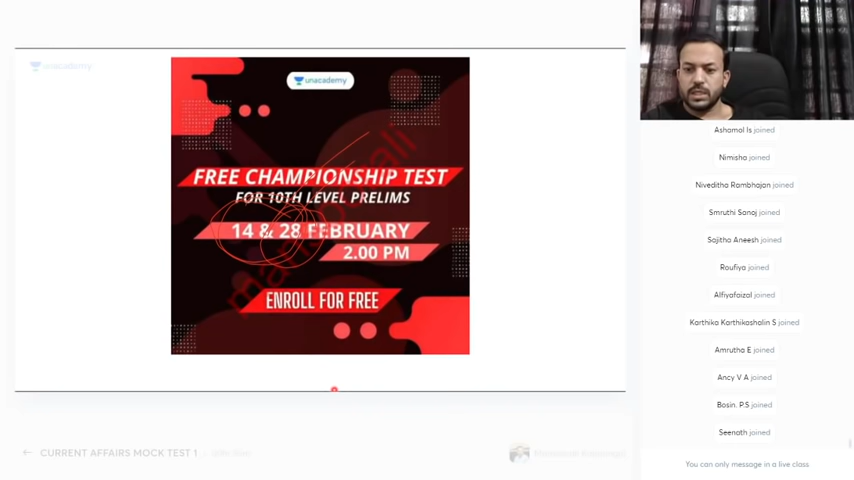 unacademy
unacademy
FREE CHAMPIONSHIP TEST
FOR 10TH LEVEL PRELIMS
14 & 28 FEBRUARY
2.00 PM
ENROLL FOR FREE
CURRENT AFFAIRS MOCK TEST 1
Ashamol Is joined
Nimisha joined
Niveditha Rambhajan joined
Smruthi Sanoj joined
Sajitha Aneesh joined
Roufiya joined
Alfiyafaizal joined
Karthika Karthikashalin S joined
Amrutha E joined
Ancy V A joined
Bosin. P.S joined
Seenath joined
You can only message in a live class